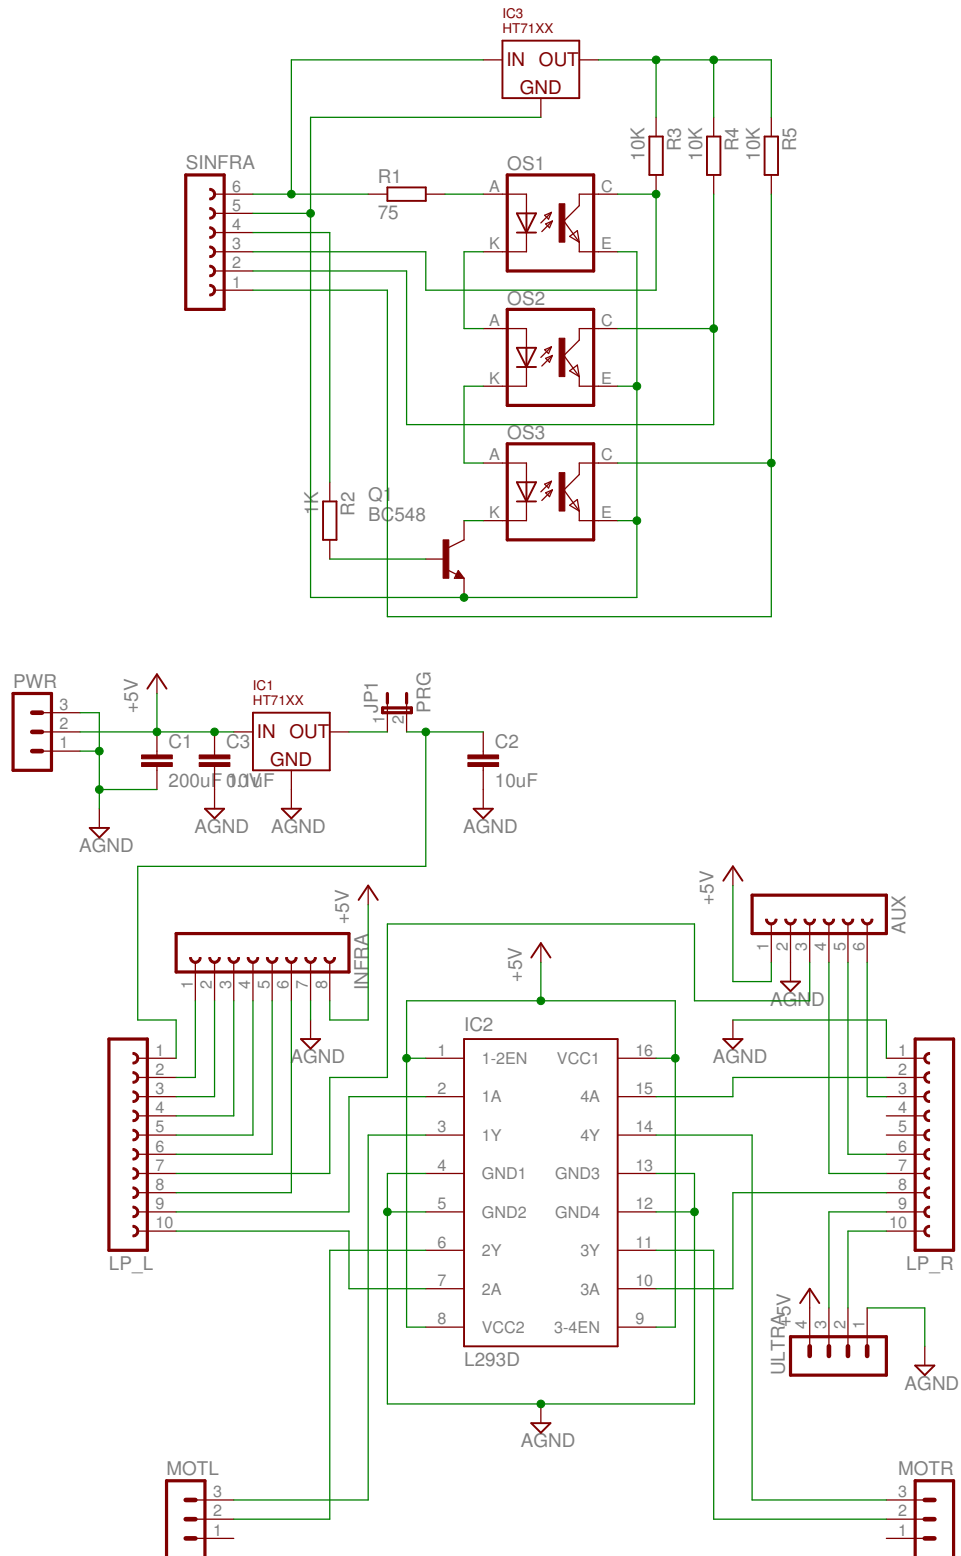 IC3
HT71XX
IN OUT
GND
10K
R3
10K
R4
10K
R5
SINFRA
6
5
4
3
2
1
R1
75
OS1
A
C
K
E
OS2
A
C
K
E
OS3
A
C
K
E
1K
R2
Q1
BC548
PWR
3
2
1
+5V
C1
200uF
C3
0.1uF
10V
IC1
HT71XX
IN OUT
GND
JP1
1
2
PRG
C2
10uF
AGND
AGND
AGND
AGND
+5V
INFRA
1
2
3
4
5
6
7
8
AGND
+5V
+5V
AUX
1
2
3
4
5
6
AGND
AGND
LP_L
1
2
3
4
5
6
7
8
9
10
IC2
1 1-2EN VCC1 16
2 1A 4A 15
3 1Y 4Y 14
4 GND1 GND3 13
5 GND2 GND4 12
6 2Y 3Y 11
7 2A 3A 10
8 VCC2 3-4EN 9
L293D
AGND
1
2
3
4
5
6
7
8
9
10
LP_R
ULTRA
+5V
4
3
2
1
AGND
MOTL
3
2
1
MOTR
3
2
1